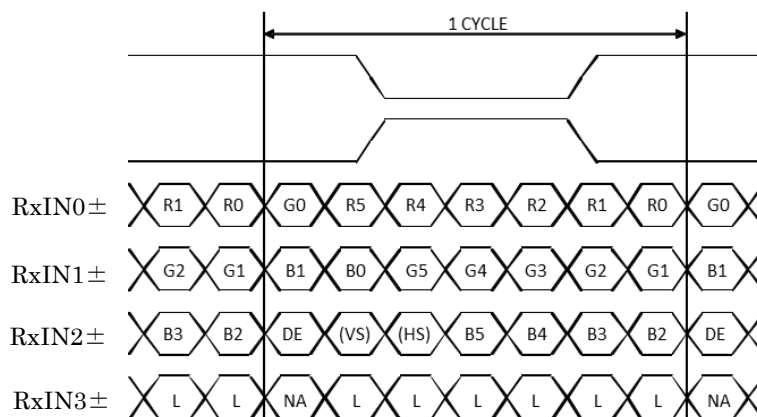 1 CYCLE
RxIN0± R1 R0 G0 R5 R4 R3 R2 R1 R0 G0
RxIN1± G2 G1 B1 B0 G5 G4 G3 G2 G1 B1
RxIN2± B3 B2 DE (VS) (HS) B5 B4 B3 B2 DE
RxIN3± L L NA L L L L L L NA